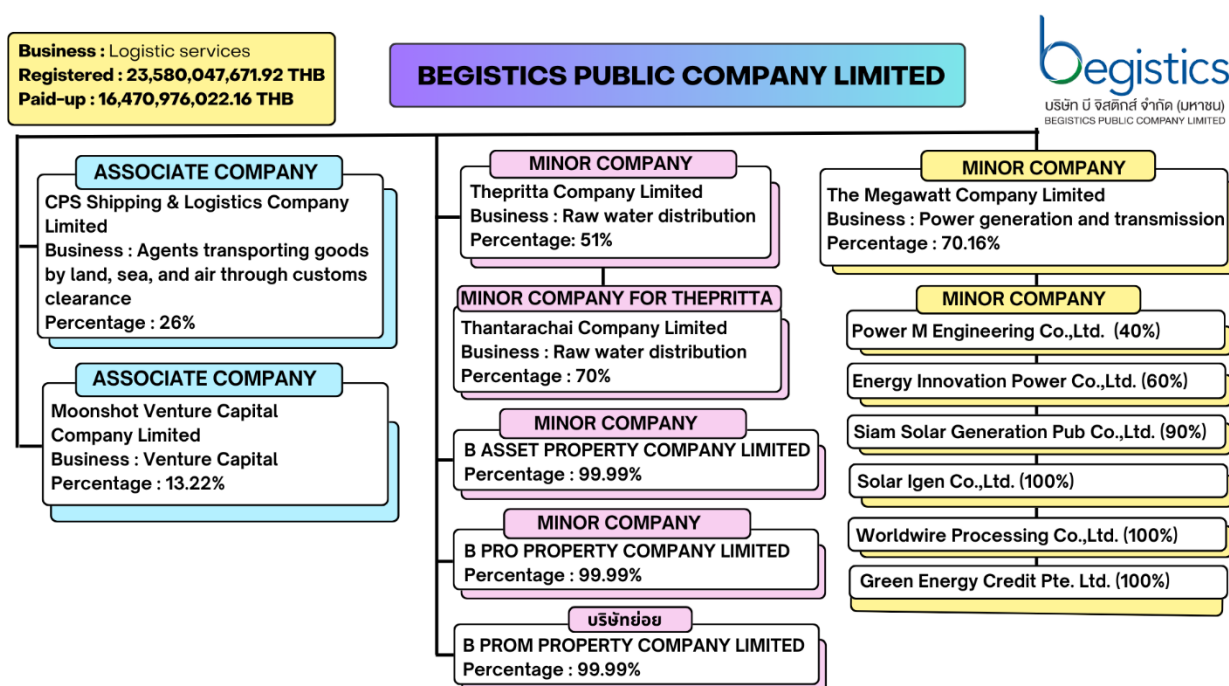 Business : Logistic services
Registered : 23,580,047,671.92 THB
Paid-up : 16,470,976,022.16 THB
BEGISTICS PUBLIC COMPANY LIMITED
begistics
บริษัท บี จิสติกส์ จำกัด (มหาชน)
BEGISTICS PUBLIC COMPANY LIMITED
ASSOCIATE COMPANY
CPS Shipping & Logistics Company
Limited
Business : Agents transporting goods
by land, sea, and air through customs
clearance
Percentage : 26%
ASSOCIATE COMPANY
Moonshot Venture Capital
Company Limited
Business : Venture Capital
Percentage : 13.22%
MINOR COMPANY
Thepritta Company Limited
Business : Raw water distribution
Percentage: 51%
MINOR COMPANY FOR THEPRITTA
Thantarachai Company Limited
Business : Raw water distribution
Percentage : 70%
MINOR COMPANY
B ASSET PROPERTY COMPANY LIMITED
Percentage : 99.99%
MINOR COMPANY
B PRO PROPERTY COMPANY LIMITED
Percentage : 99.99%
บริษัทย่อย
B PROM PROPERTY COMPANY LIMITED
Percentage : 99.99%
MINOR COMPANY
The Megawatt Company Limited
Business : Power generation and transmission
Percentage : 70.16%
MINOR COMPANY
Power M Engineering Co.,Ltd. (40%)
Energy Innovation Power Co.,Ltd. (60%)
Siam Solar Generation Pub Co.,Ltd. (90%)
Solar Igen Co.,Ltd. (100%)
Worldwire Processing Co.,Ltd. (100%)
Green Energy Credit Pte. Ltd. (100%)